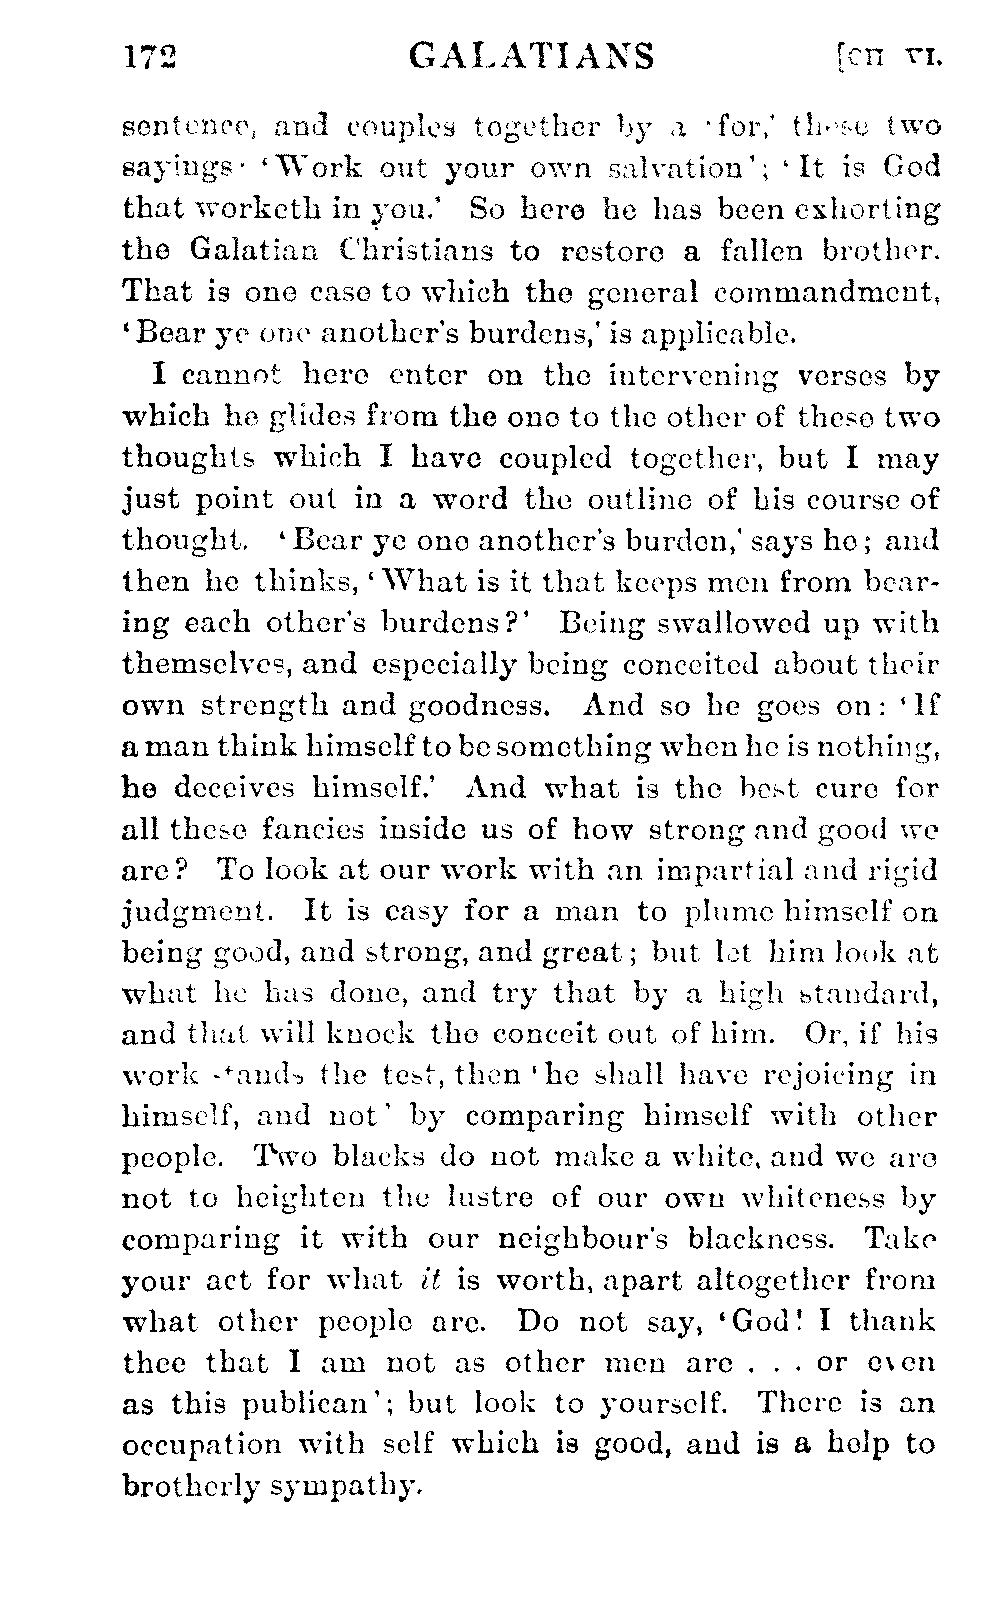 172 GALATIANS [CH VI.
sentence, and couples together by a 'for,' these two
sayings· 'Work out your own salvation'; 'It is God
that worketh in you.' So here he has been exhorting
the Galatian Christians to restore a fallen brother.
That is one case to which the general commandment,
'Bear ye one another's burdens,' is applicable.
I cannot here enter on the intervening verses by
which he glides from the one to the other of these two
thoughts which I have coupled together, but I may
just point out in a word the outline of his course of
thought. 'Bear ye one another's burden,' says he; and
then he thinks, 'What is it that keeps men from bear-
ing each other's burdens?' Being swallowed up with
themselves, and especially being conceited about their
own strength and goodness. And so he goes on: 'If
a man think himself to be something when he is nothing,
he deceives himself.' And what is the best cure for
all these fancies inside us of how strong and good we
are? To look at our work with an impartial and rigid
judgment. It is easy for a man to plume himself on
being good, and strong, and great; but let him look at
what he has done, and try that by a high standard,
and that will knock the conceit out of him. Or, if his
work stands the test, then 'he shall have rejoicing in
himself, and not' by comparing himself with other
people. Two blacks do not make a white, and we are
not to heighten the lustre of our own whiteness by
comparing it with our neighbour's blackness. Take
your act for what it is worth, apart altogether from
what other people are. Do not say, 'God! I thank
thee that I am not as other men are . . . or even
as this publican'; but look to yourself. There is an
occupation with self which is good, and is a help to
brotherly sympathy.